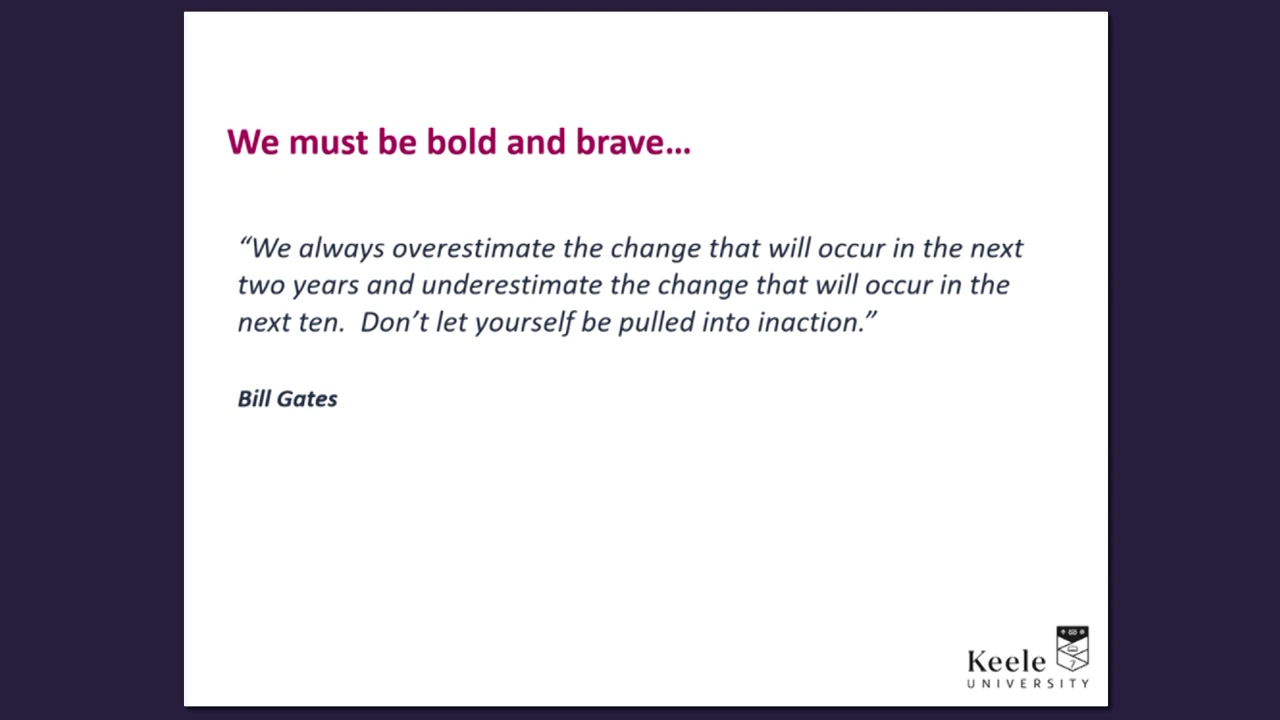 We must be bold and brave…
“We always overestimate the change that will occur in the next
two years and underestimate the change that will occur in the
next ten.  Don’t let yourself be pulled into inaction.”
Bill Gates
Keele
UNIVERSITY